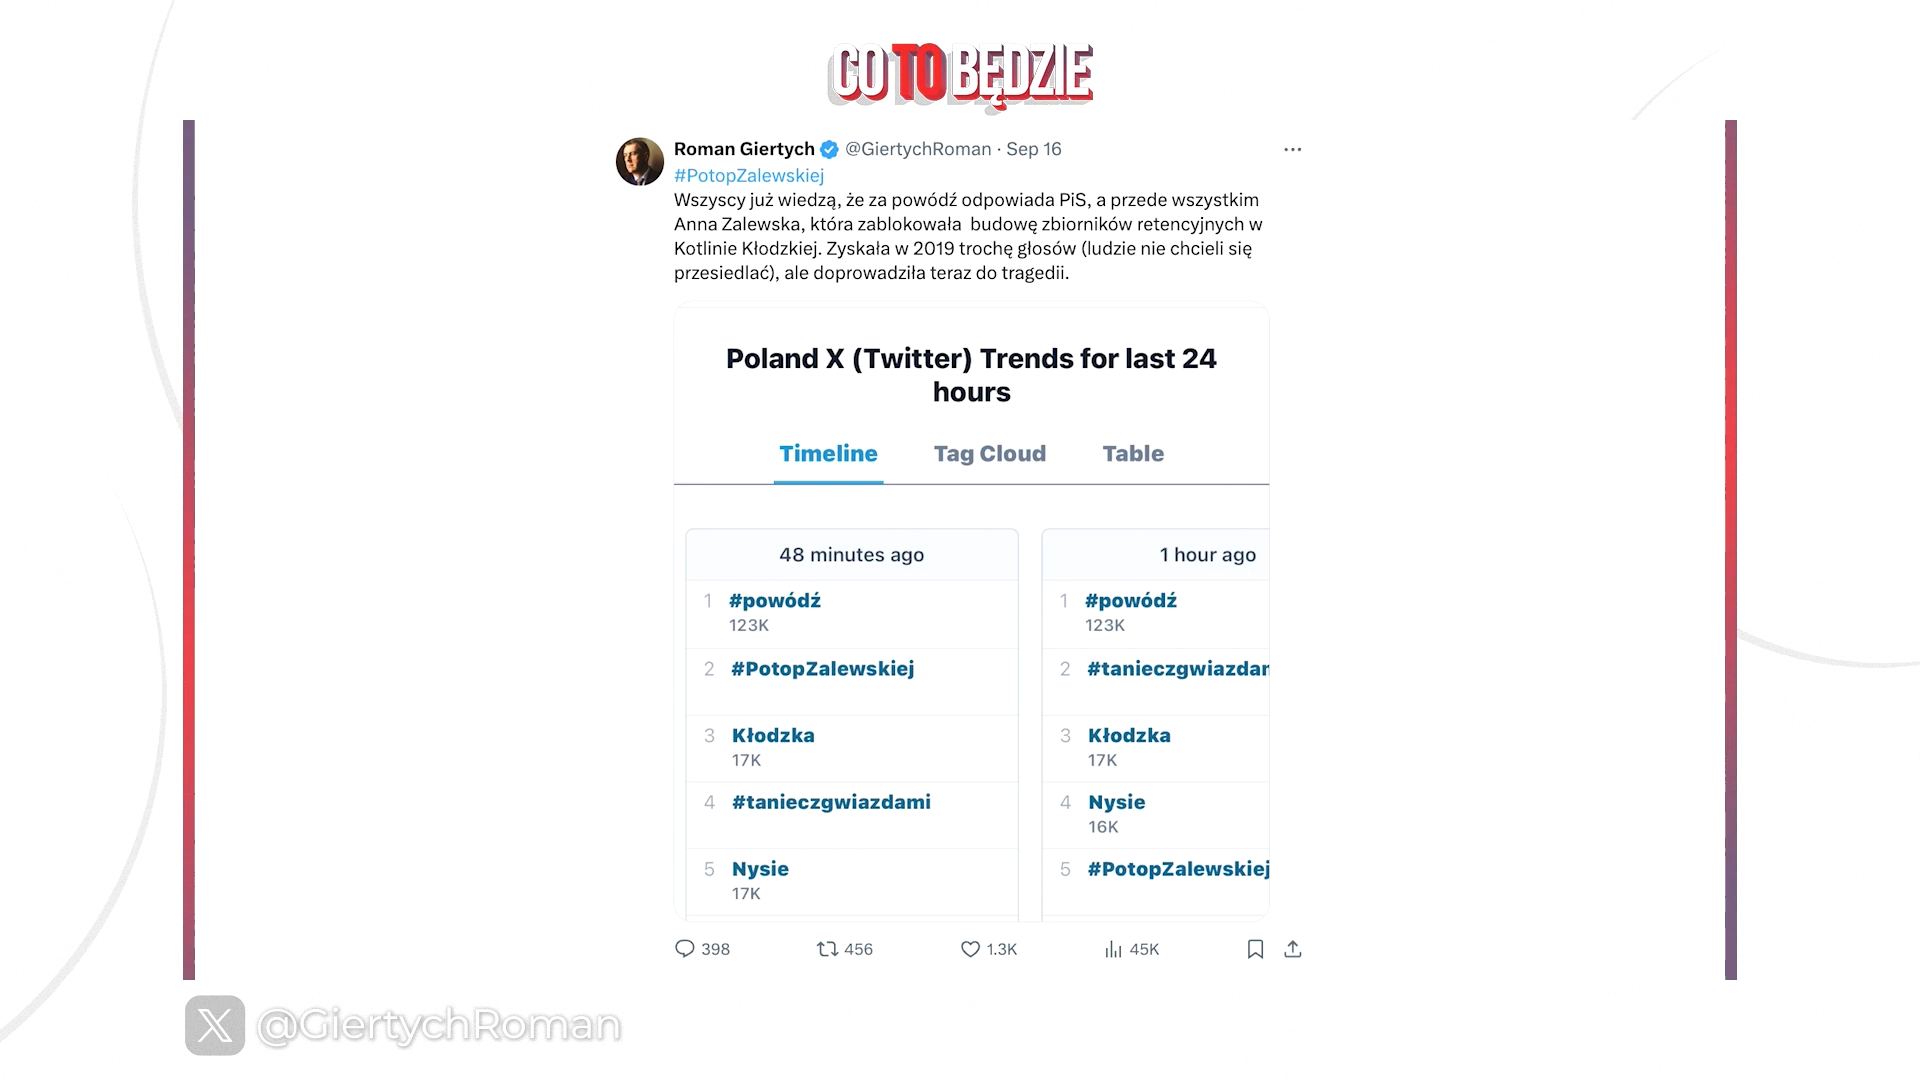 CO TO BĘDZIE
Roman Giertych @GiertychRoman · Sep 16
#PotopZalewskiej
Wszyscy już wiedzą, że za powódź odpowiada PiS, a przede wszystkim
Anna Zalewska, która zablokowała budowę zbiorników retencyjnych w
Kotlinie Kłodzkiej. Zyskała w 2019 trochę głosów (ludzie nie chcieli się
przesiedlać), ale doprowadziła teraz do tragedii.
Poland X (Twitter) Trends for last 24
hours
Timeline Tag Cloud Table
48 minutes ago
1 #powódź
123K
2 #PotopZalewskiej
3 Kłodzka
17K
4 #tanieczgwiazdami
5 Nysie
17K
1 hour ago
1 #powódź
123K
2 #tanieczgwiazdam
3 Kłodzka
17K
4 Nysie
16K
5 #PotopZalewskiej
398 456 1.3K 45K
@GiertychRoman